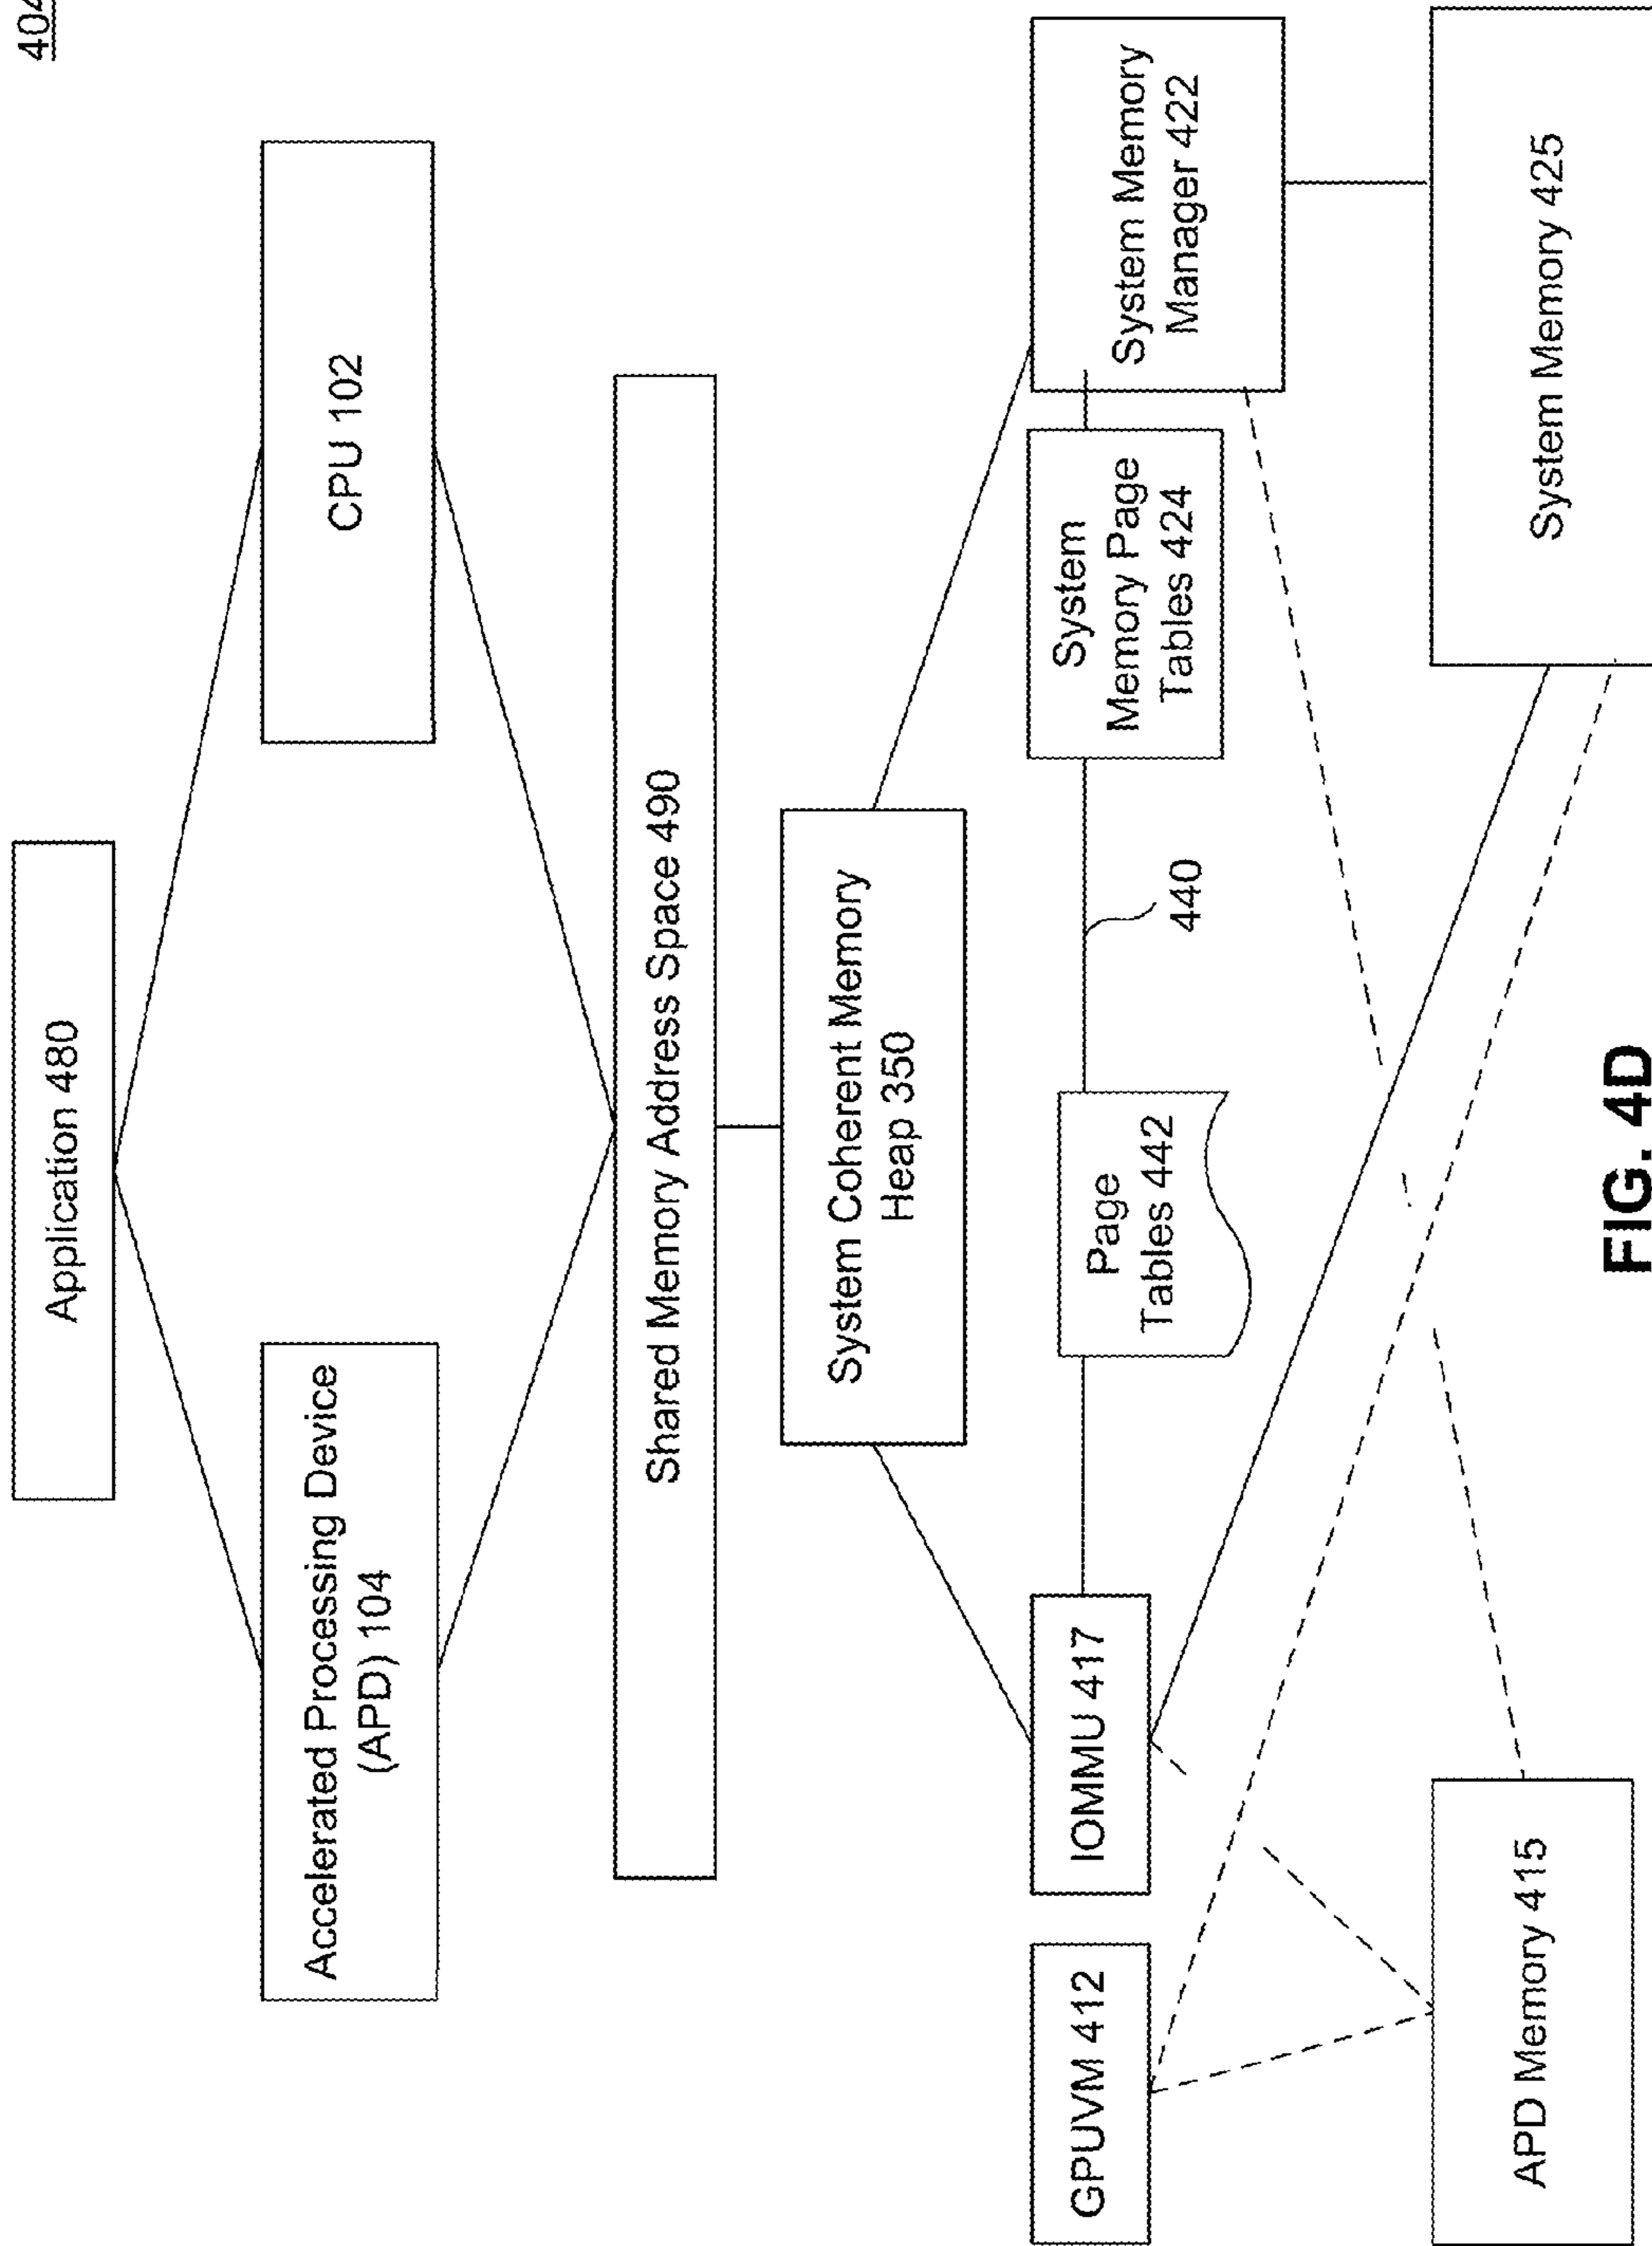 404
Application 480
Accelerated Processing Device
(APD) 104
CPU 102
Shared Memory Address Space 490
System Coherent Memory
Heap 350
GPUVM 412
IOMMU 417
Page
Tables 442
440
System
Memory Page
Tables 424
System Memory
Manager 422
APD Memory 415
System Memory 425
FIG. 4D